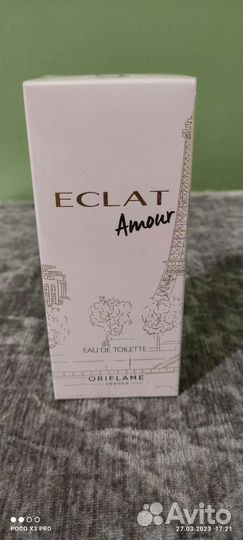 ECLAT
Amour
EAU DE TOILETTE
ORIFLAME
SWEDEN
POCO X3 PRO
27.03.2023 17:21
Avito